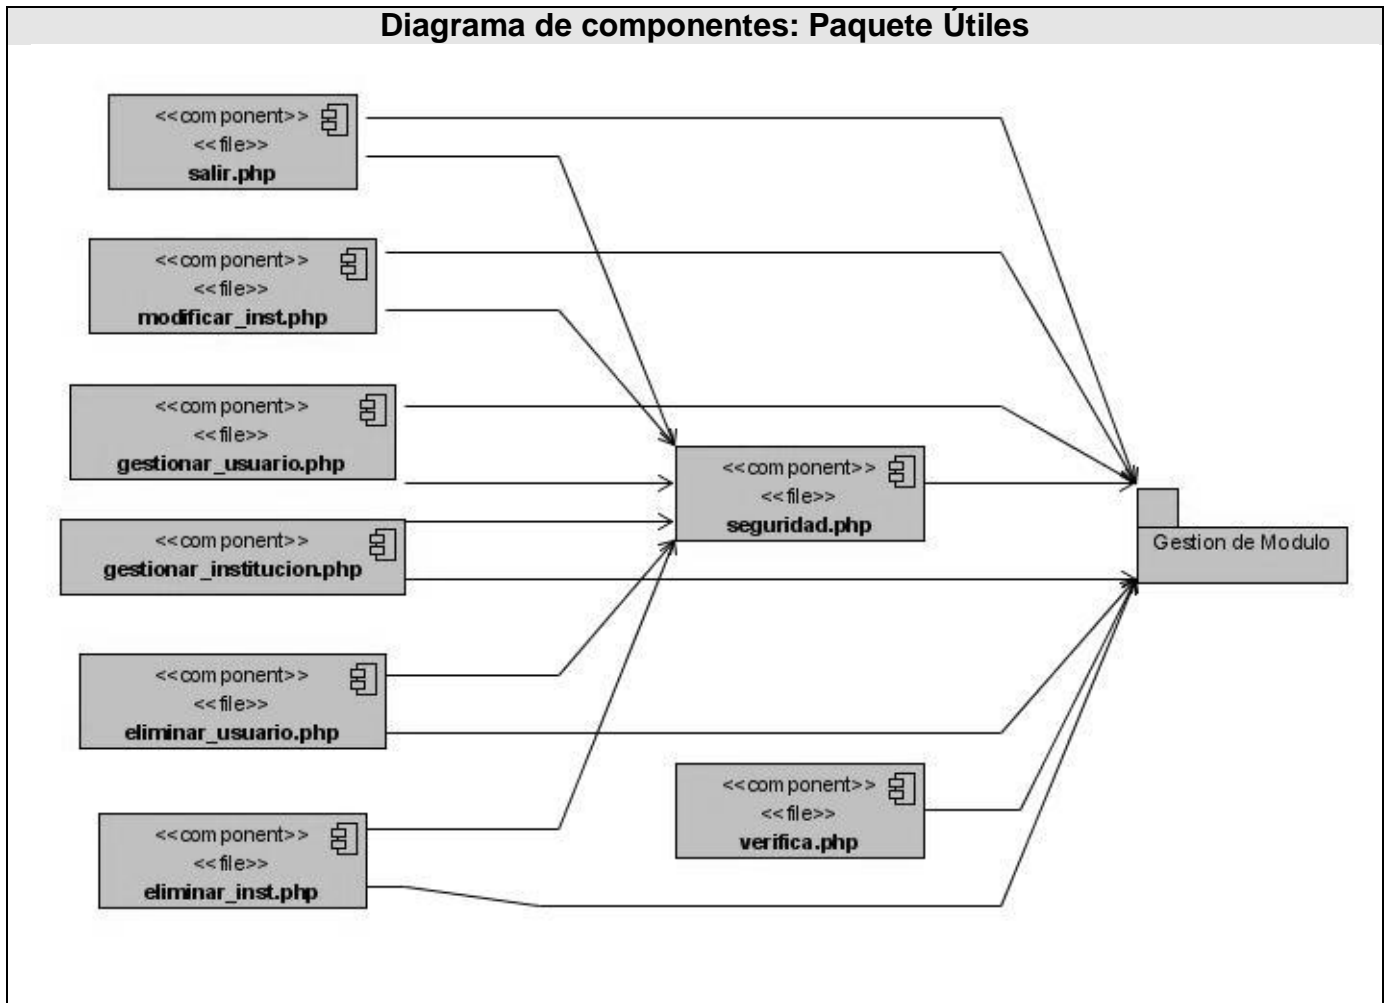 Diagrama de componentes: Paquete Útiles
<<component>>
<<file>>
salir.php
<<component>>
<<file>>
modificar_inst.php
<<component>>
<<file>>
gestionar_usuario.php
<<component>>
<<file>>
seguridad.php
<<component>>
<<file>>
gestionar_institucion.php
Gestion de Modulo
<<component>>
<<file>>
eliminar_usuario.php
<<component>>
<<file>>
verifica.php
<<component>>
<<file>>
eliminar_inst.php